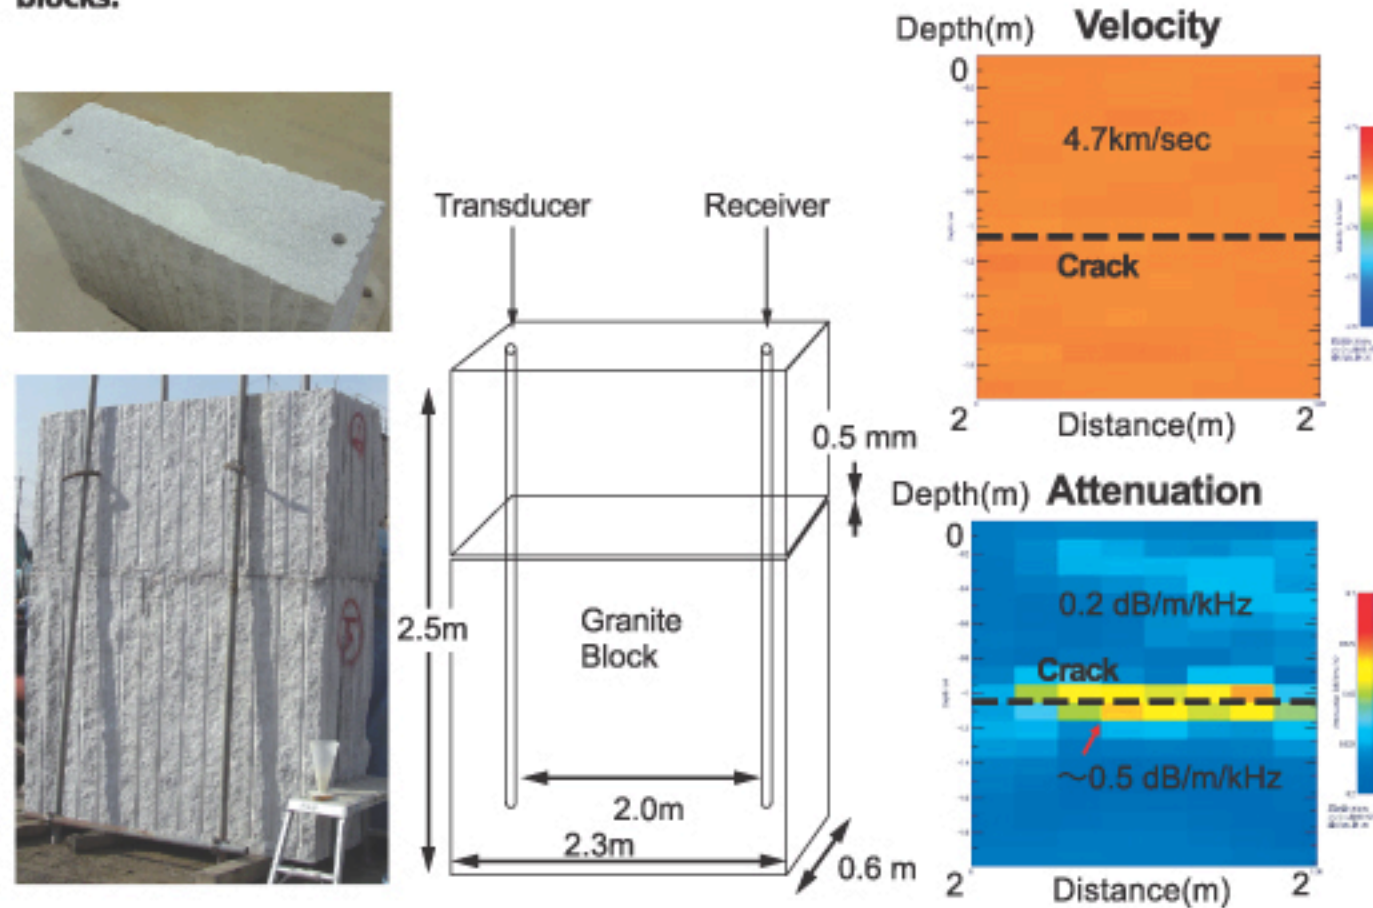 blocks.
Transducer
Receiver
0.5 mm
2.5m
Granite
Block
2.0m
2.3m
0.6 m
Depth(m) Velocity
0
4.7km/sec
Crack
2 Distance(m) 2
Depth(m) Attenuation
0
0.2 dB/m/kHz
Crack
~0.5 dB/m/kHz
2 Distance(m) 2